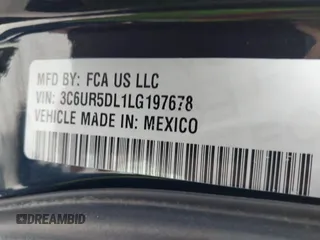 MFD BY: FCA US LLC
VIN: 3C6UR5DL1LG197678
VEHICLE MADE IN: MEXICO
DREAMBID